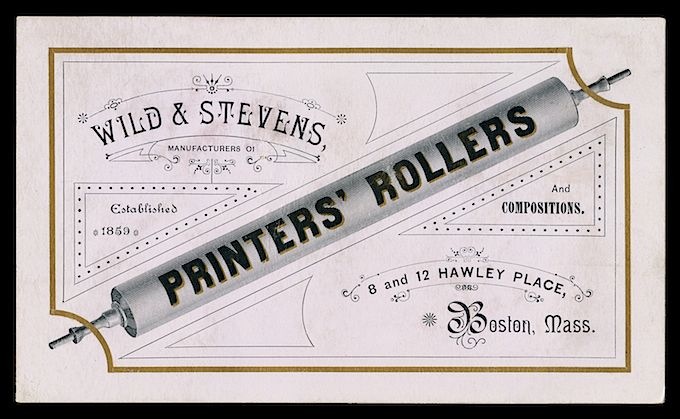 WILD & STEVENS,
MANUFACTURERS OF
PRINTERS' ROLLERS
And
COMPOSITIONS.
Established
1859
8 and 12 HAWLEY PLACE,
Boston, Mass.